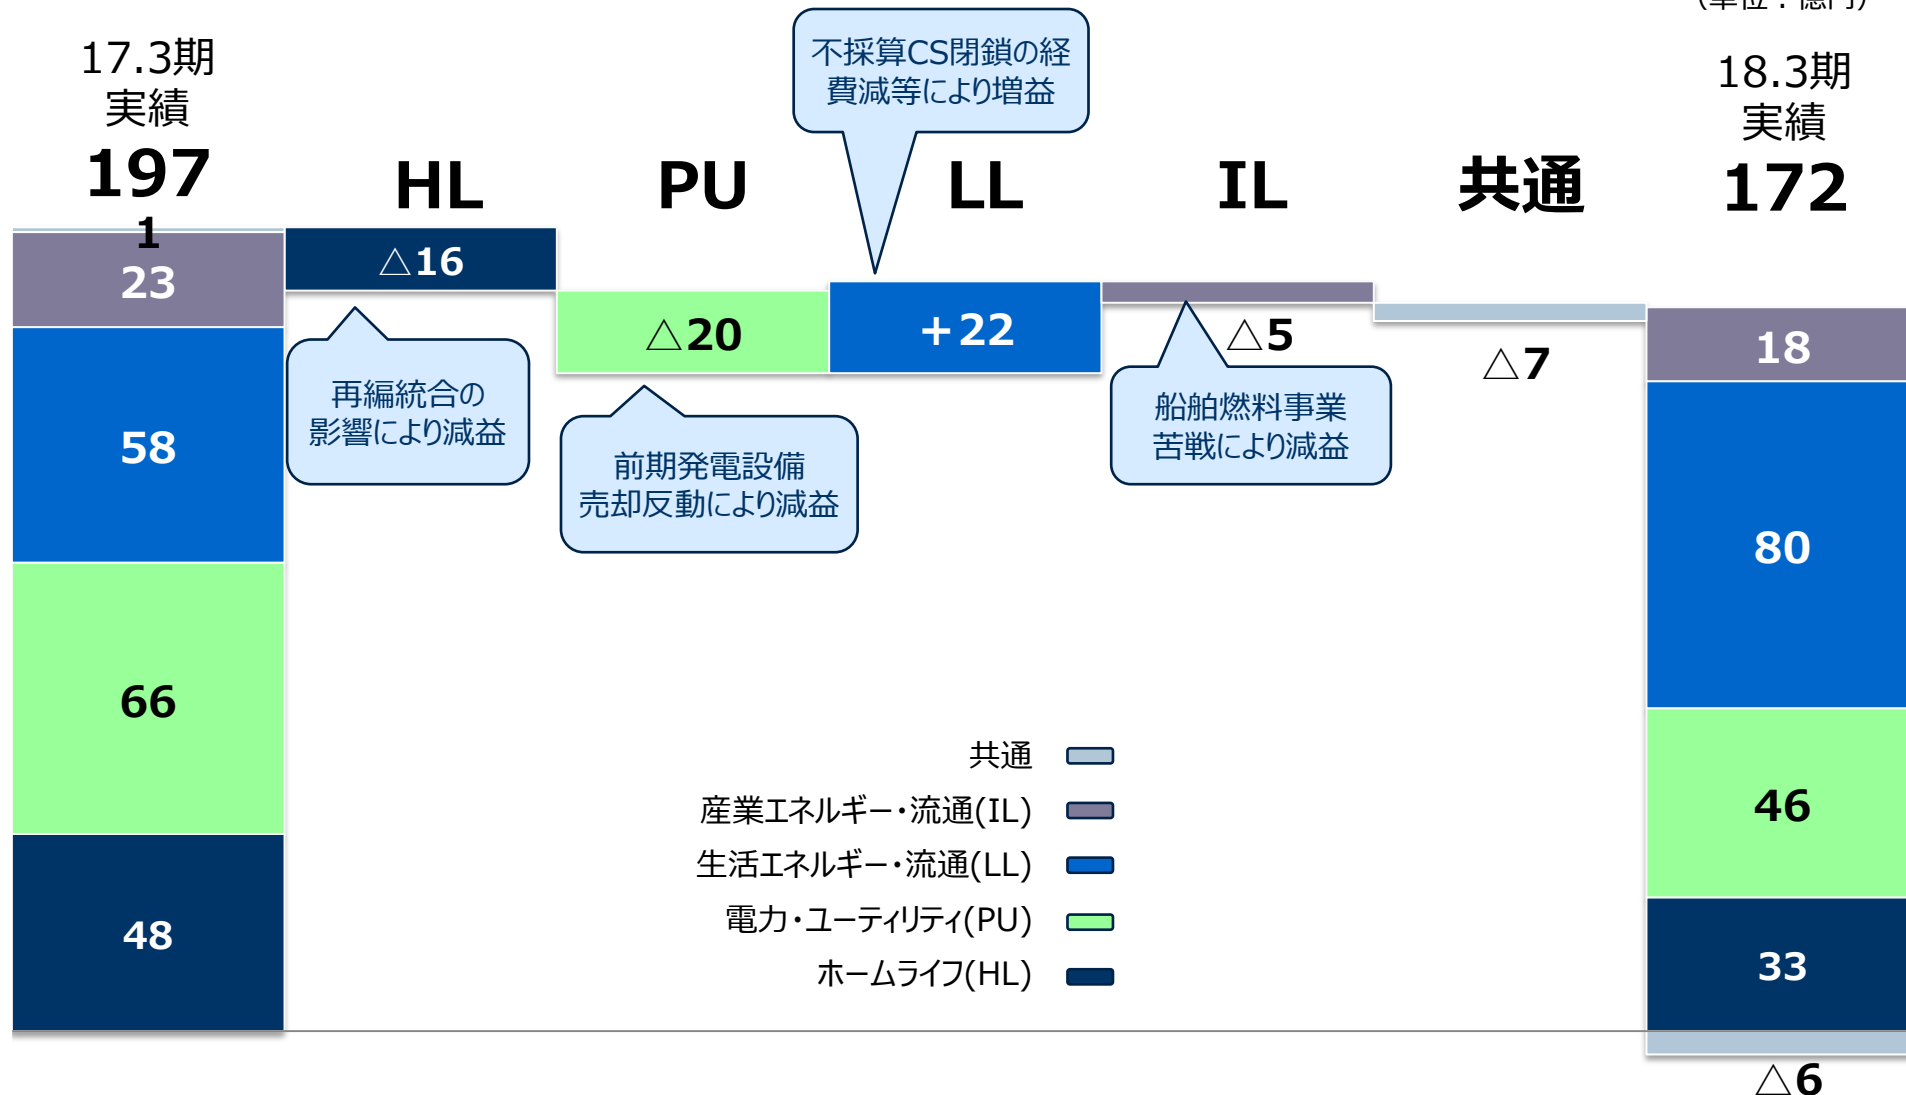 (単位：億円)
17.3期
実績
197
HL
PU
LL
IL
共通
18.3期
実績
172
不採算CS閉鎖の経
費減等により増益
1
23
58
66
48
△16
再編統合の
影響により減益
△20
前期発電設備
売却反動により減益
+22
△5
船舶燃料事業
苦戦により減益
△7
18
80
46
33
△6
共通
産業エネルギー・流通(IL)
生活エネルギー・流通(LL)
電力・ユーティリティ(PU)
ホームライフ(HL)